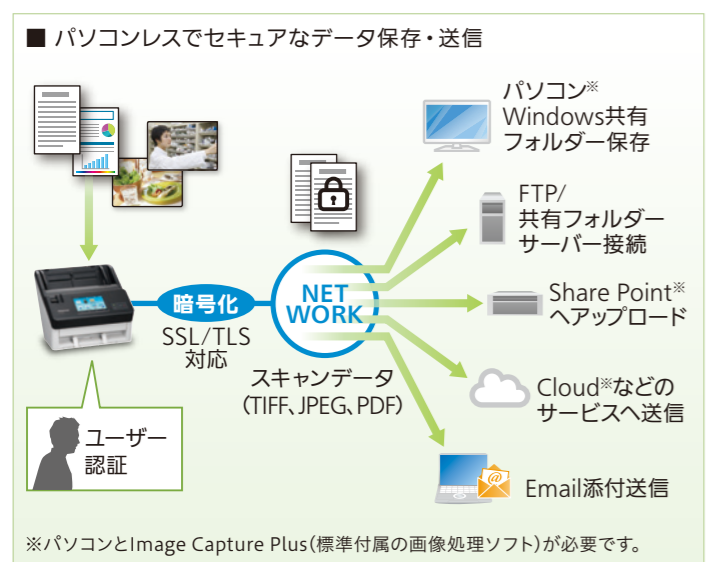 ■ パソコンレスでセキュアなデータ保存・送信
パソコン※
Windows共有
フォルダー保存
FTP/
共有フォルダー
サーバー接続
暗号化
SSL/TLS
対応
NET
WORK
Share Point※
へアップロード
スキャンデータ
(TIFF、JPEG、PDF)
Cloud※などの
サービスへ送信
ユーザー
認証
Email添付送信
※パソコンとImage Capture Plus(標準付属の画像処理ソフト)が必要です。